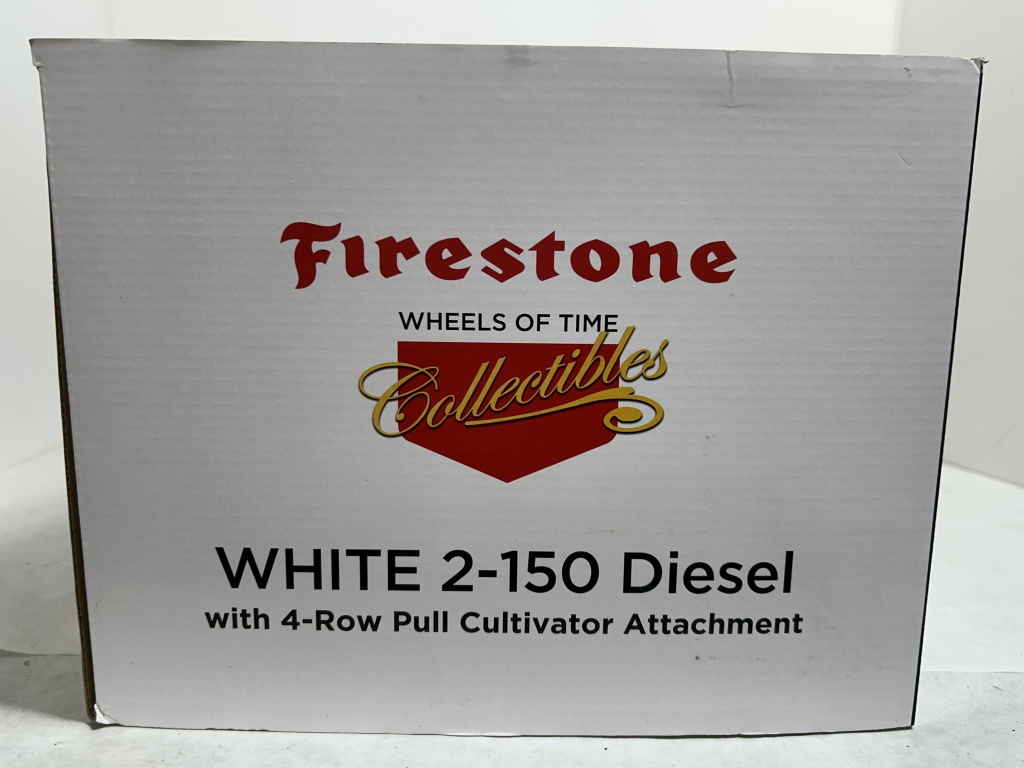 Firestone
WHEELS OF TIME
Collectibles
WHITE 2-150 Diesel
with 4-Row Pull Cultivator Attachment